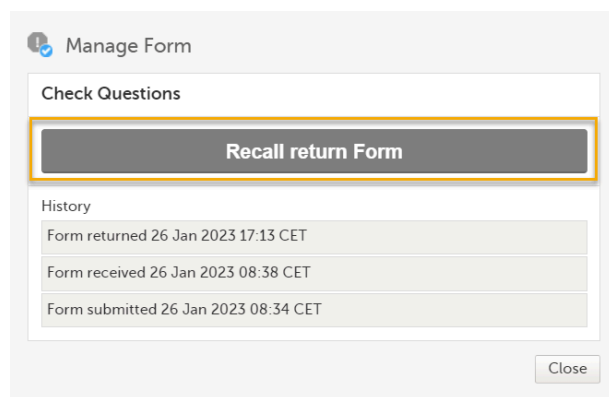 Manage Form
Check Questions
Recall return Form
History
Form returned 26 Jan 2023 17:13 CET
Form received 26 Jan 2023 08:38 CET
Form submitted 26 Jan 2023 08:34 CET
Close